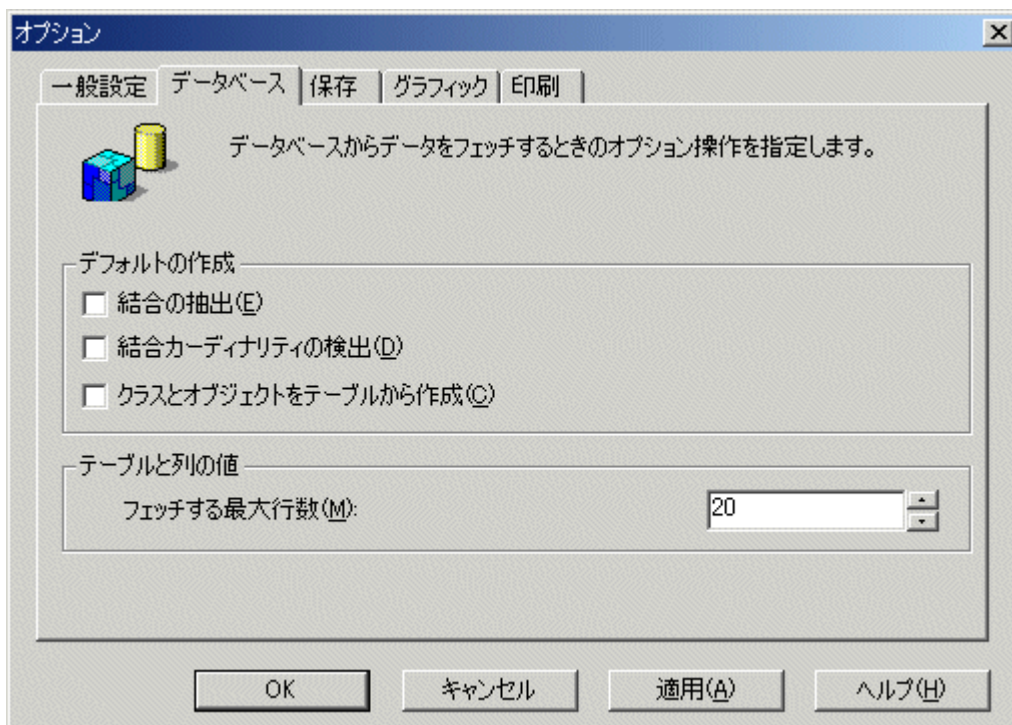 オプション
一般設定 データベース 保存 グラフィック 印刷
データベースからデータをフェッチするときのオプション操作を指定します。
デフォルトの作成
結合の抽出(E)
結合カーディナリティの検出(D)
クラスとオブジェクトをテーブルから作成(C)
テーブルと列の値
フェッチする最大行数(M): 20
OK キャンセル 適用(A) ヘルプ(H)